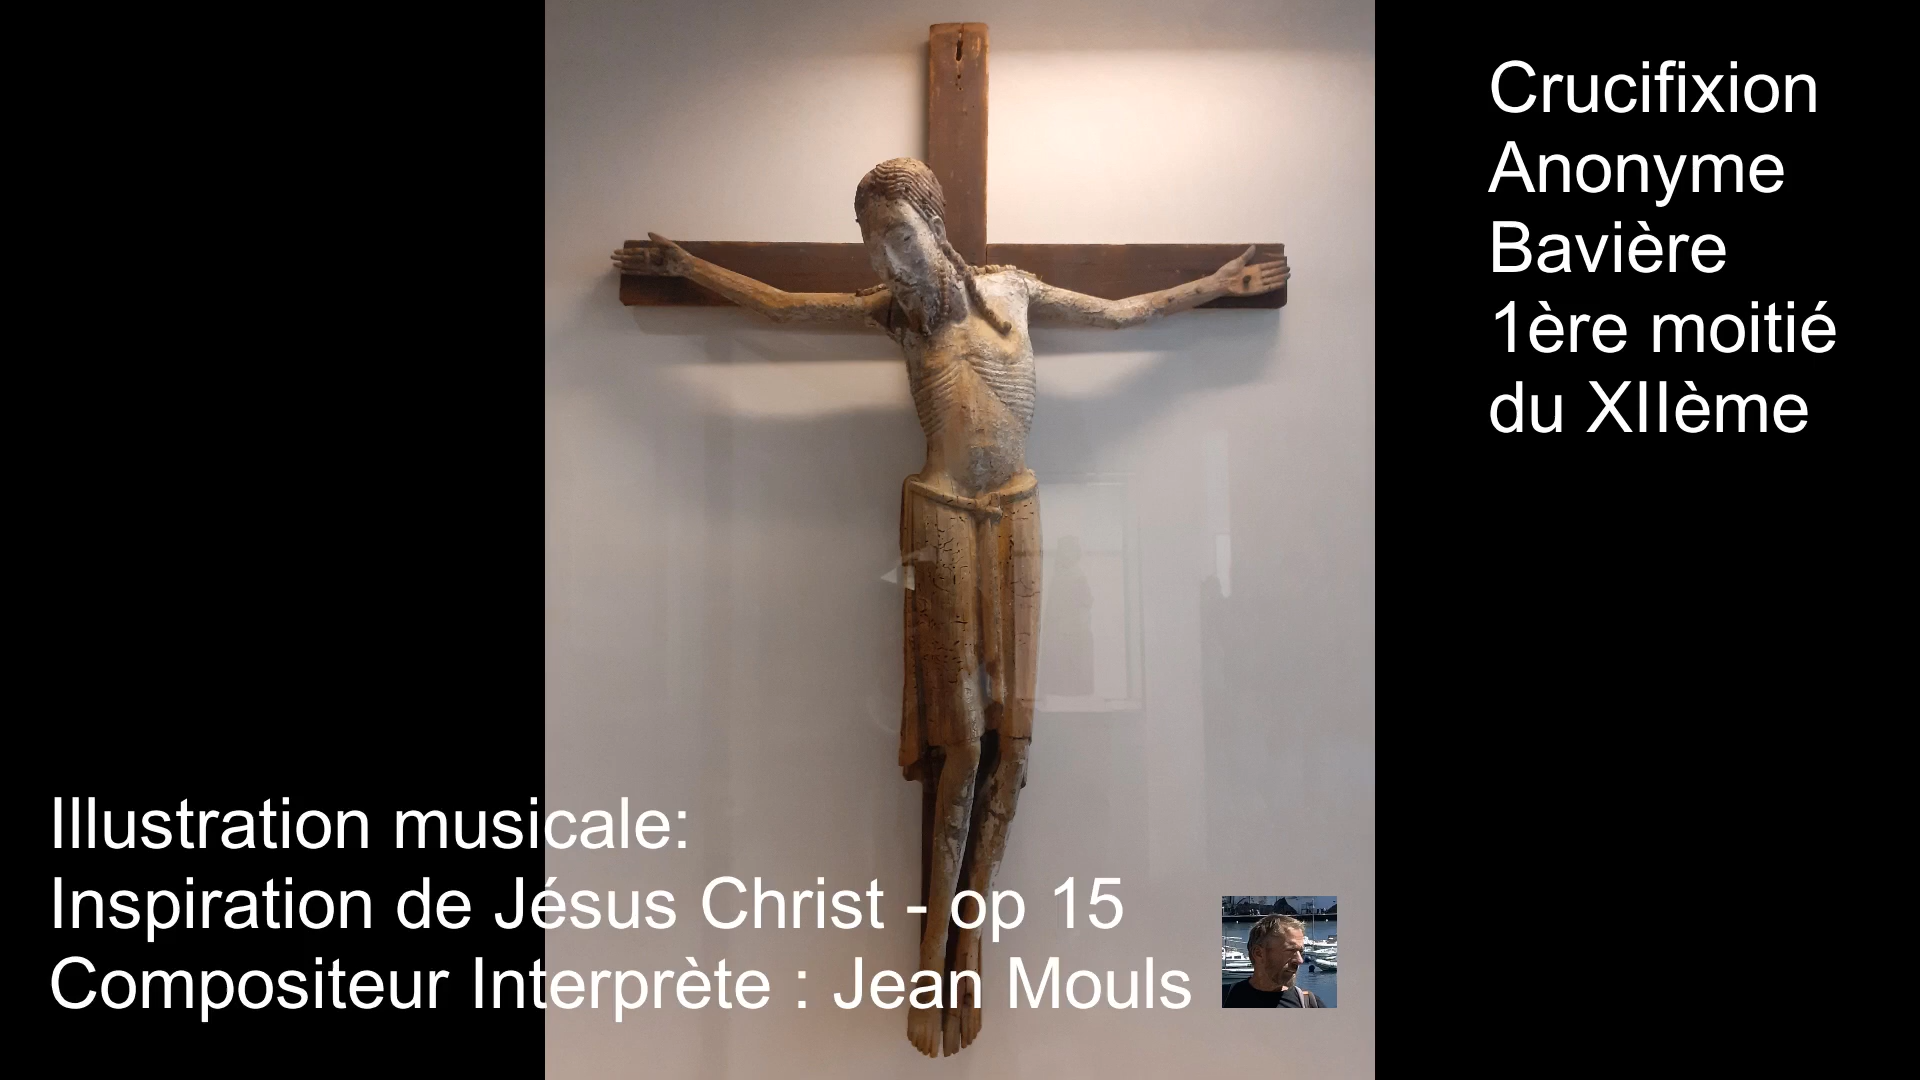 Crucifixion
Anonyme
Bavière
1ère moitié
du XIIème
Illustration musicale:
Inspiration de Jésus Christ - op 15
Compositeur Interprète : Jean Mouls